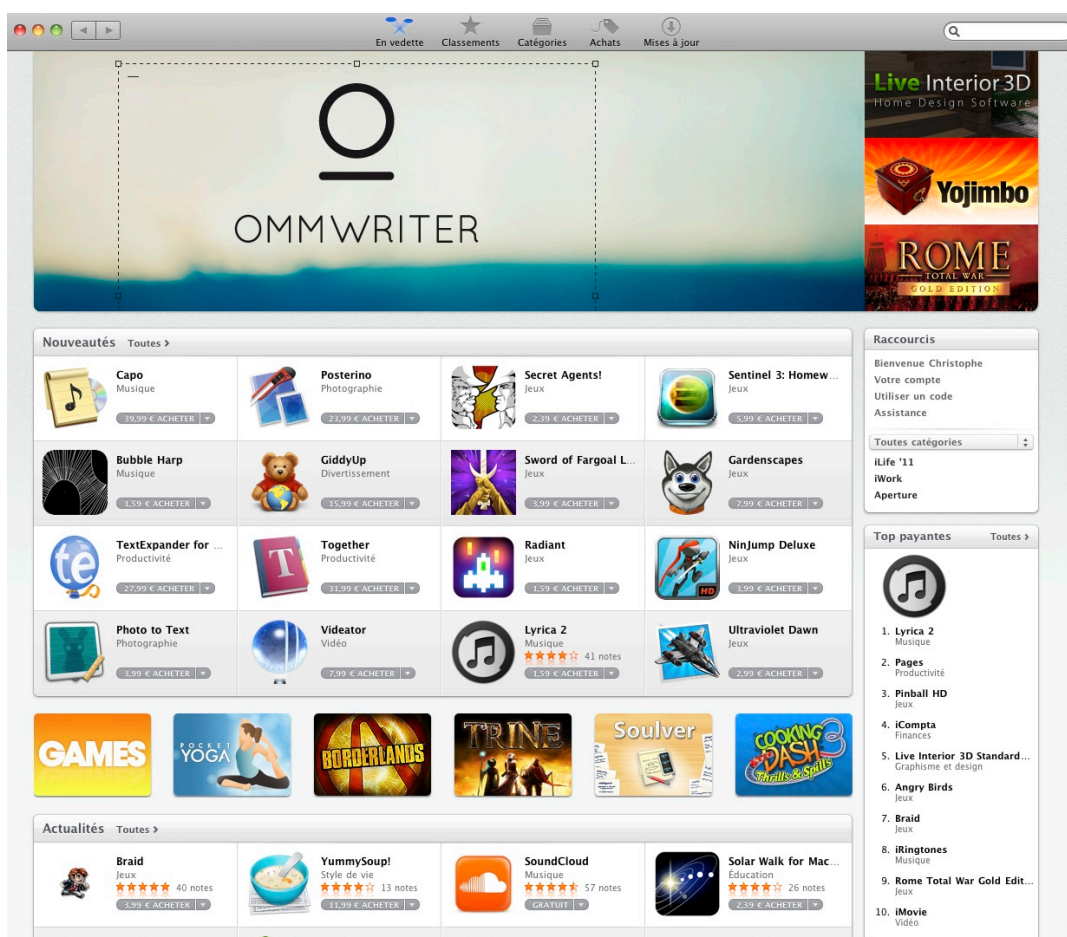 En vedette Classements Catégories Achats Mises à jour
OMMWRITER
Live Interior 3D
Home Design Software
Yojimbo
ROME
TOTAL WAR
GOLD EDITION
Nouveautés Toutes >
Capo
Musique
39,99 € ACHETER
Posterino
Photographie
23,99 € ACHETER
Secret Agents!
Jeux
2,39 € ACHETER
Sentinel 3: Homew...
Jeux
5,99 € ACHETER
Bubble Harp
Musique
1,59 € ACHETER
GiddyUp
Divertissement
15,99 € ACHETER
Sword of Fargoal L...
Jeux
3,99 € ACHETER
Gardenscapes
Jeux
7,99 € ACHETER
tè
TextExpander for ...
Productivité
27,99 € ACHETER
T
Together
Productivité
31,99 € ACHETER
Radiant
Jeux
1,59 € ACHETER
HD
NinJump Deluxe
Jeux
3,99 € ACHETER
Photo to Text
Photographie
3,99 € ACHETER
Videator
Vidéo
7,99 € ACHETER
Lyrica 2
Musique
41 notes
1,59 € ACHETER
Ultraviolet Dawn
Jeux
2,99 € ACHETER
GAMES
POCKET
YOGA
BORDERLANDS
TRINE
Soulver
COOKING
DASH 3
Thrills & Spills
Actualités Toutes >
Braid
Jeux
40 notes
3,99 € ACHETER
YummySoup!
Style de vie
13 notes
11,99 € ACHETER
SoundCloud
Musique
57 notes
GRATUIT
Solar Walk for Mac...
Éducation
26 notes
2,39 € ACHETER
Raccourcis
Bienvenue Christophe
Votre compte
Utiliser un code
Assistance
Toutes catégories
iLife '11
iWork
Aperture
Top payantes Toutes >
1. Lyrica 2
Musique
2. Pages
Productivité
3. Pinball HD
Jeux
4. iCompta
Finances
5. Live Interior 3D Standard...
Graphisme et design
6. Angry Birds
Jeux
7. Braid
Jeux
8. iRingtones
Musique
9. Rome Total War Gold Edit...
Jeux
10. iMovie
Vidéo